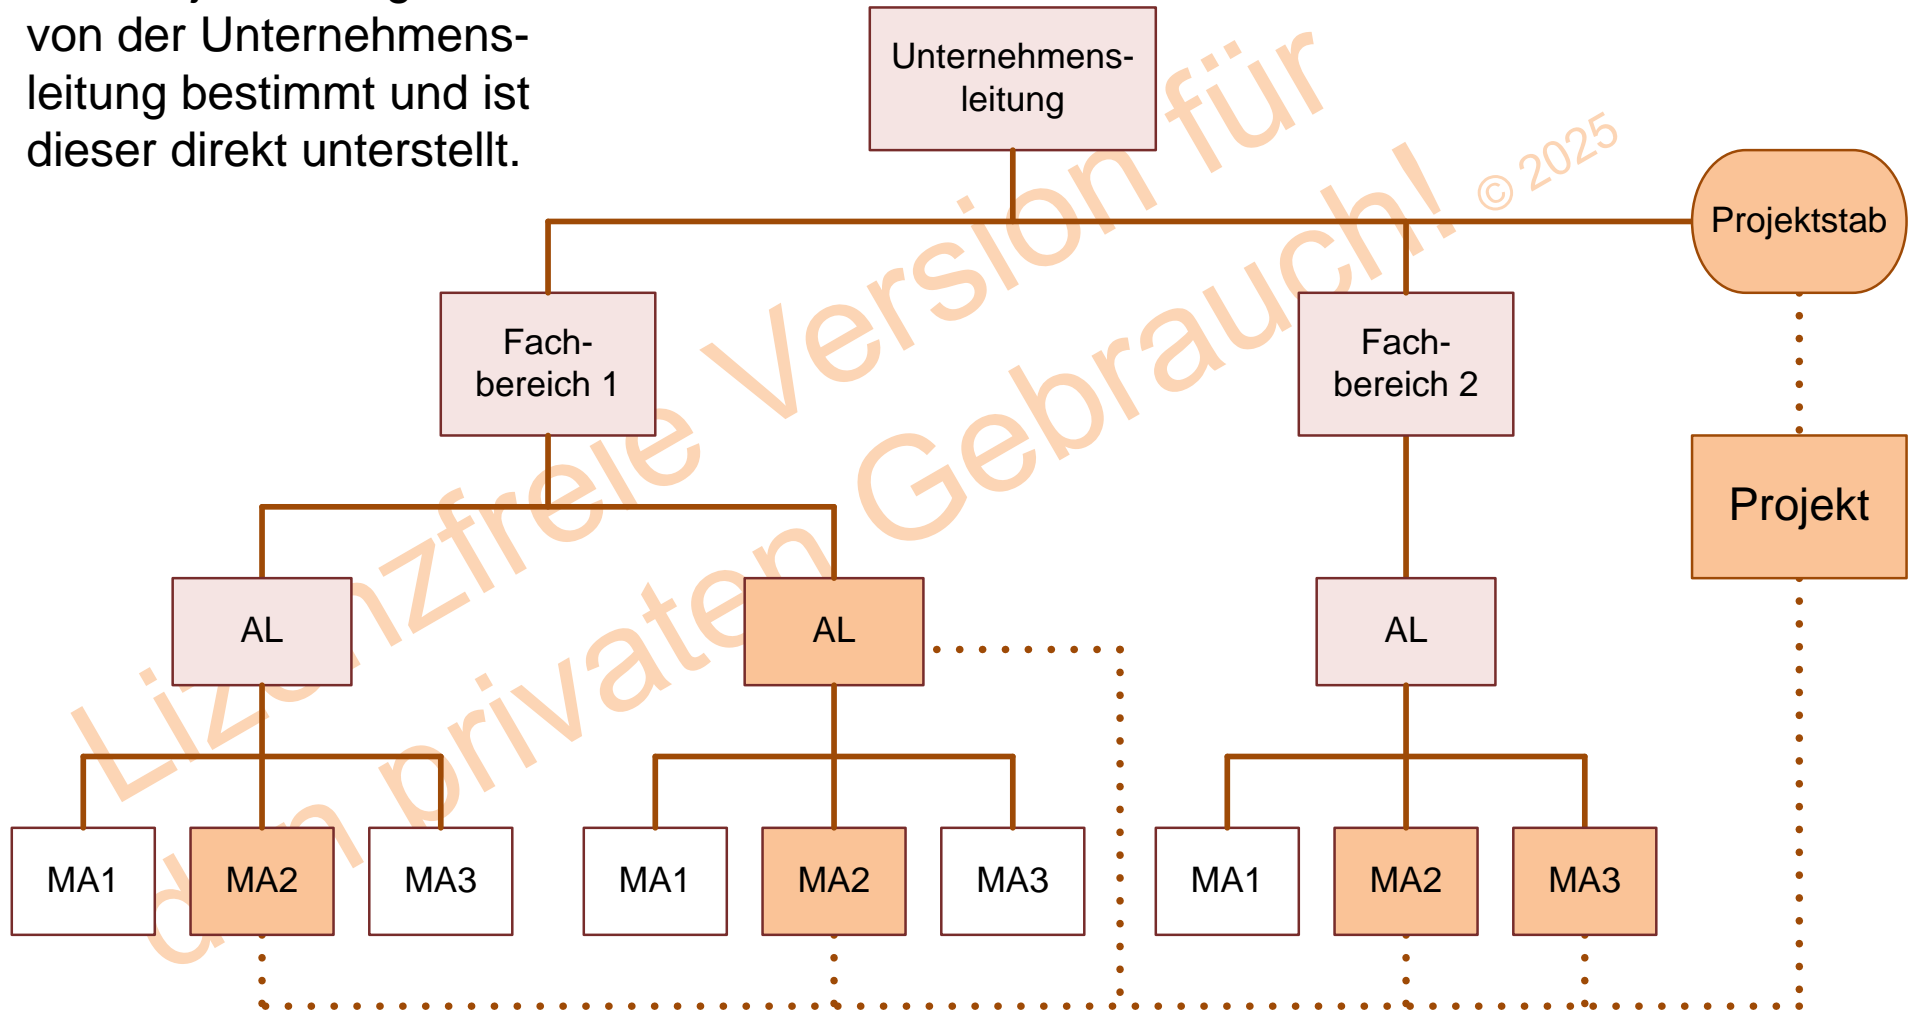 von der Unternehmens-
leitung bestimmt und ist
dieser direkt unterstellt.
Unternehmens-
leitung
Projektstab
Fach-
bereich 1
Fach-
bereich 2
Projekt
AL
AL
AL
MA1
MA2
MA3
MA1
MA2
MA3
MA1
MA2
MA3
Lizenzfreie Version für
den privaten Gebrauch! © 2025